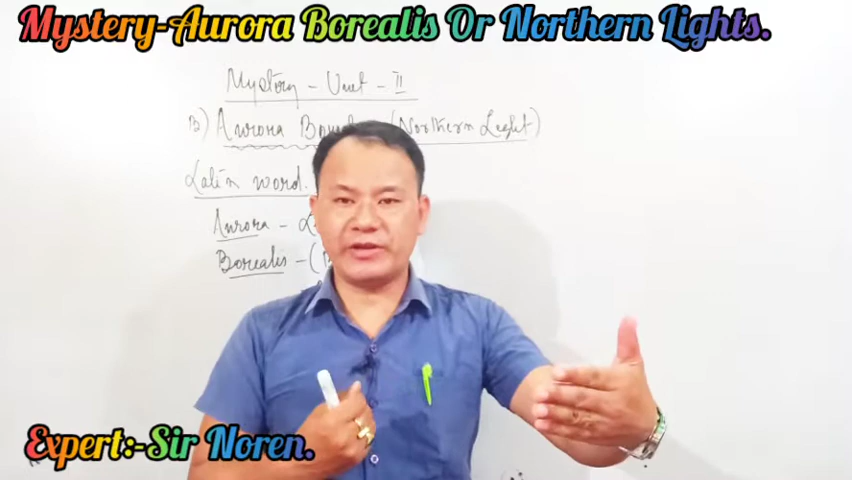 Mystery-Aurora Borealis Or Northern Lights.
Mystery - Unit - II
B) Aurora (Northern Light)
Latin word.
Aurora -
Borealis - (
Expert:-Sir Noren.